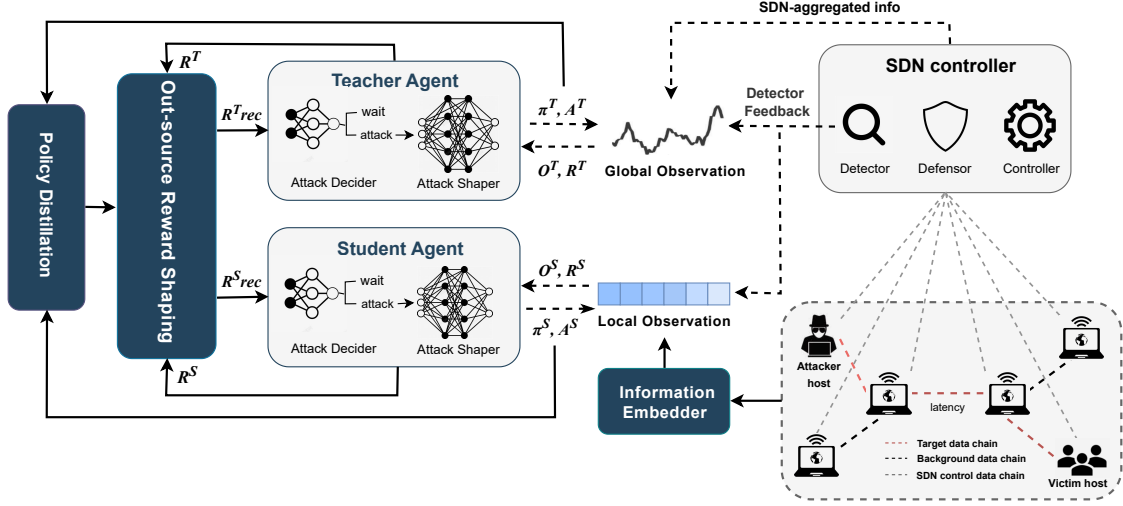 SDN-aggregated info
R^T
Teacher Agent
wait
attack
Attack Decider
Attack Shaper
R^T rec
π^T, A^T
O^T, R^T
Global Observation
Detector
Feedback
SDN controller
Detector
Defensor
Controller
Policy Distillation
Out-source Reward Shaping
Student Agent
wait
attack
Attack Decider
Attack Shaper
R^S rec
O^S, R^S
π^S, A^S
Local Observation
R^S
Information
Embedder
Attacker
host
latency
Target data chain
Background data chain
SDN control data chain
Victim host